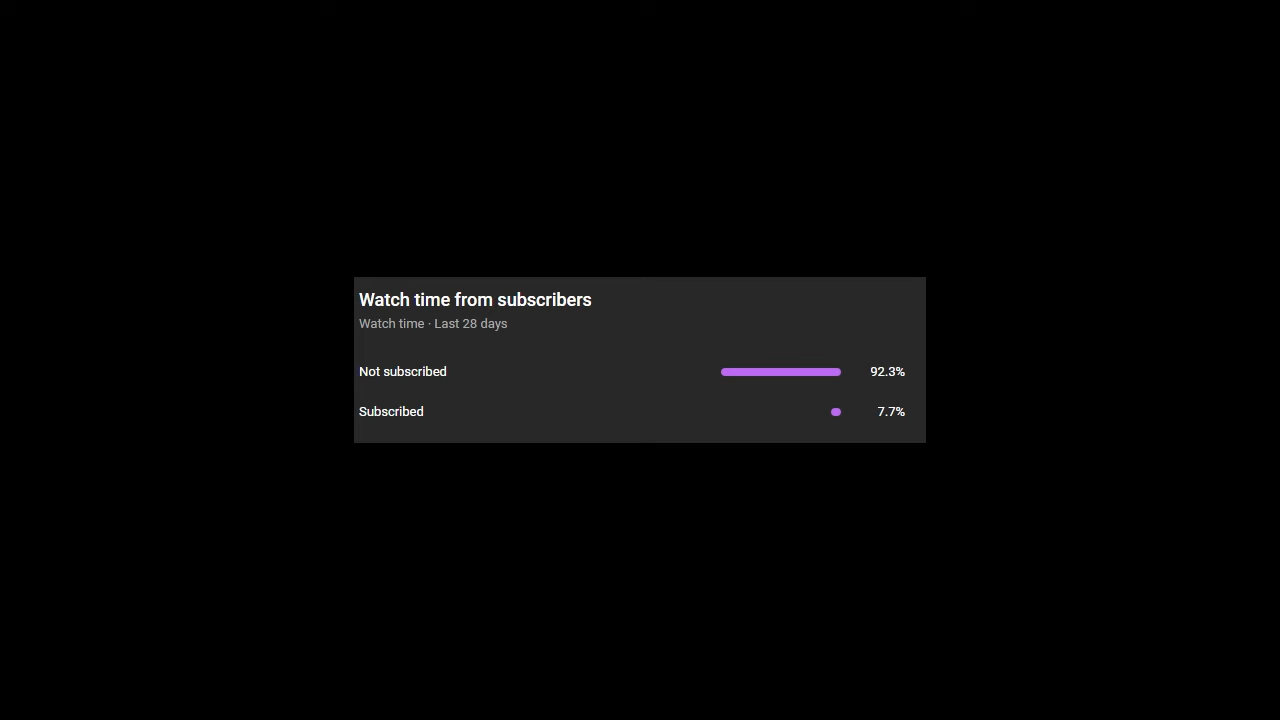 Watch time from subscribers
Watch time · Last 28 days
Not subscribed 92.3%
Subscribed 7.7%